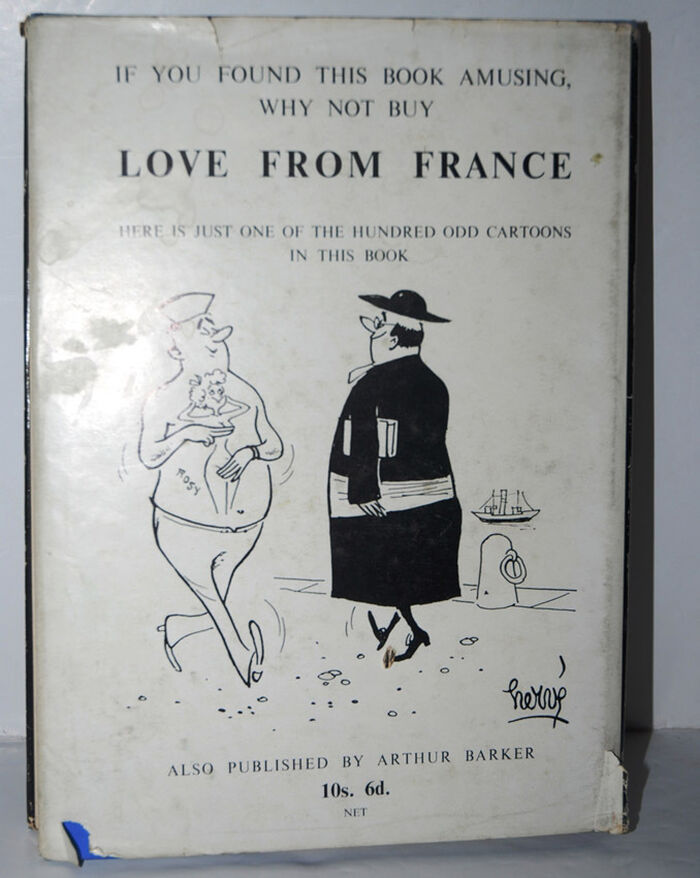 IF YOU FOUND THIS BOOK AMUSING,
WHY NOT BUY
LOVE FROM FRANCE
HERE IS JUST ONE OF THE HUNDRED ODD CARTOONS
IN THIS BOOK
ROSY
hervé
ALSO PUBLISHED BY ARTHUR BARKER
10s. 6d.
NET